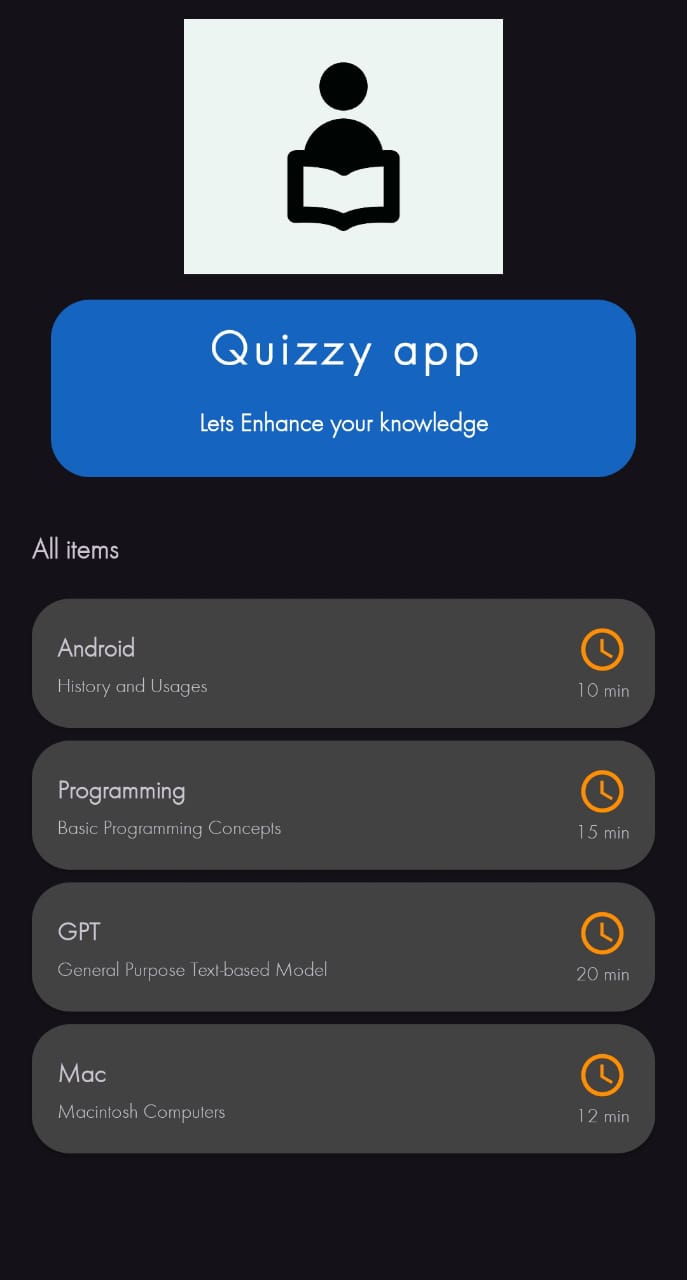 Quizzy app
Lets Enhance your knowledge
All items
Android
History and Usages
10 min
Programming
Basic Programming Concepts
15 min
GPT
General Purpose Text-based Model
20 min
Mac
Macintosh Computers
12 min